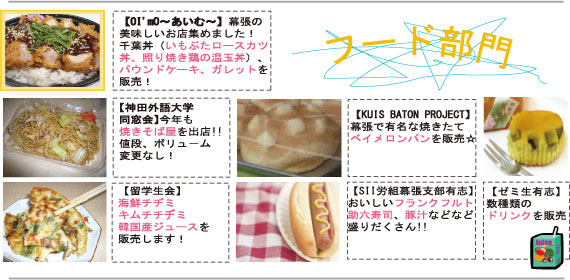 【OI'mO〜あいむ〜】幕張の
美味しいお店集めました！
千葉丼（いもぶたロースカツ
丼、照り焼き鶏の温玉丼）、
パウンドケーキ、ガレットを
販売！
フード部門
【神田外語大学
同窓会】今年も
焼きそば屋を出店!!
値段、ボリューム
変更なし！
【KUIS BATON PROJECT】
幕張で有名な焼きたて
ベイメロンパンを販売☆
【留学生会】
海鮮チヂミ
キムチチヂミ
韓国産ジュースを
販売します！
【SII労組幕張支部有志】
おいしいフランクフルト
助六寿司、豚汁などなど
盛りだくさん!!
【ゼミ生有志】
数種類の
ドリンクを販売
Juice